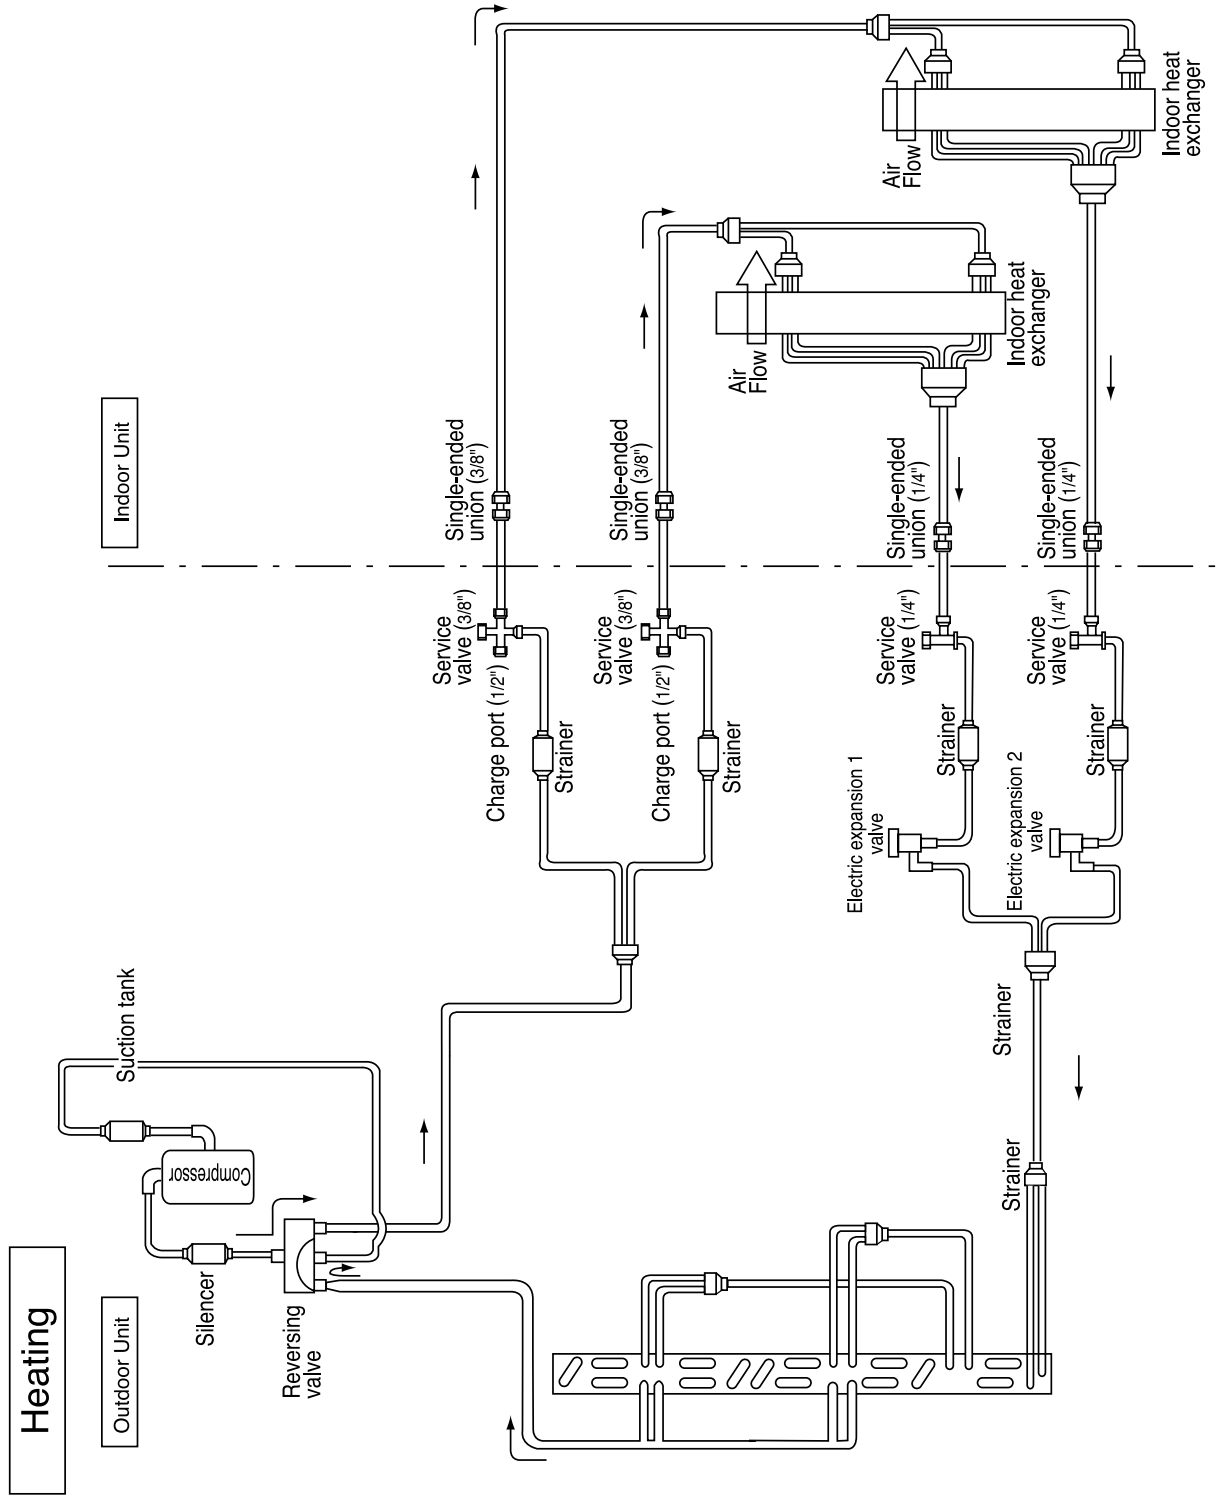 Heating
Outdoor Unit
Indoor Unit
Suction tank
Compressor
Silencer
Reversing
valve
Service
valve (3/8")
Charge port (1/2")
Strainer
Single-ended
union (3/8")
Service
valve (3/8")
Charge port (1/2")
Strainer
Single-ended
union (3/8")
Air
Flow
Indoor heat
exchanger
Air
Flow
Indoor heat
exchanger
Single-ended
union (1/4")
Service
valve (1/4")
Strainer
Electric expansion 1
valve
Single-ended
union (1/4")
Service
valve (1/4")
Strainer
Electric expansion 2
valve
Strainer
Strainer